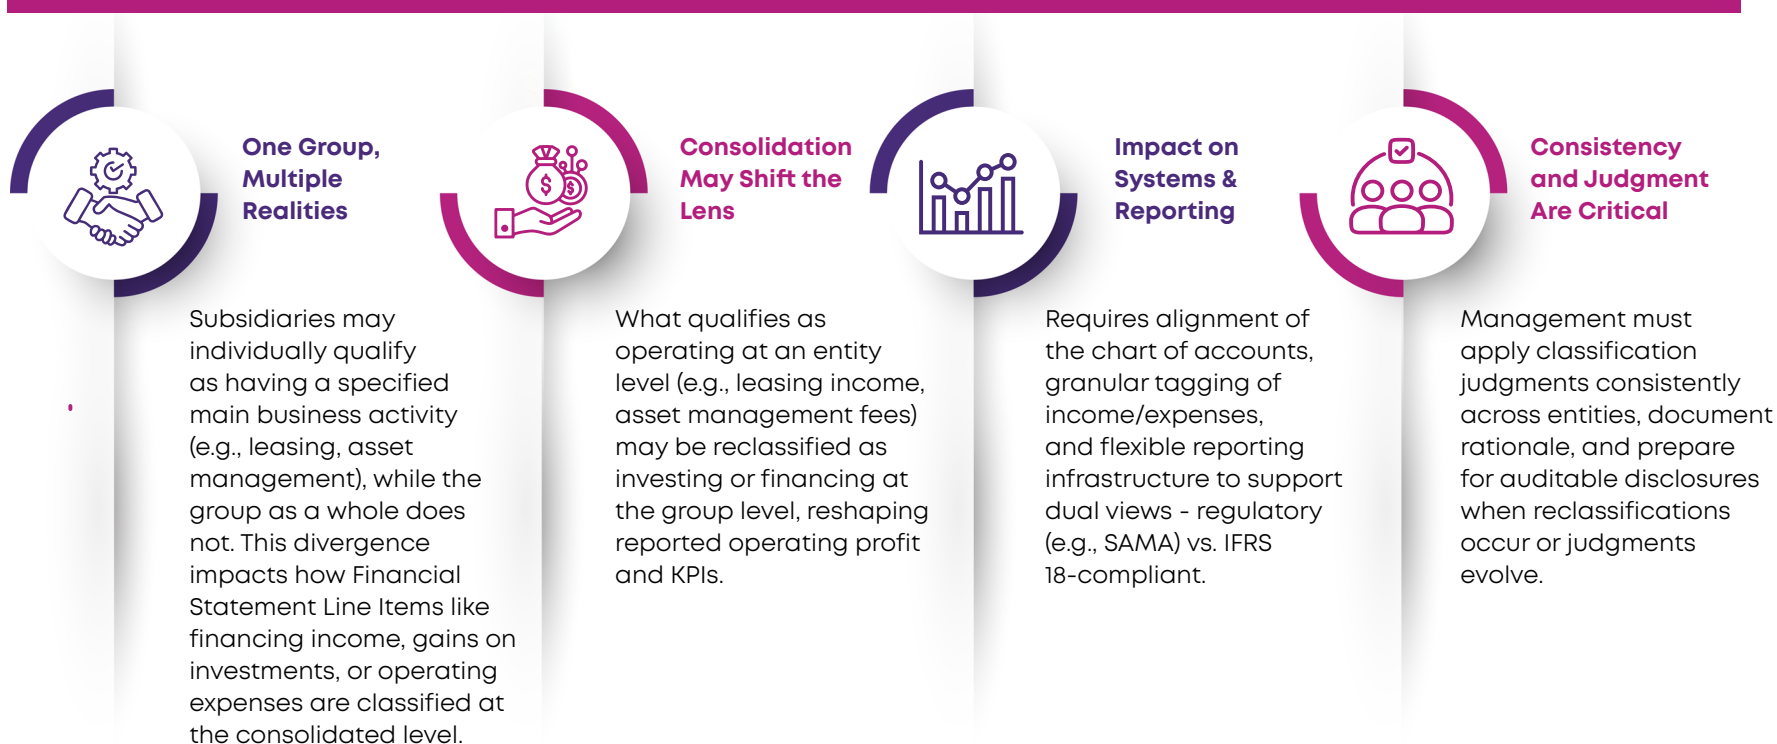 One Group,
Multiple
Realities
Subsidiaries may
individually qualify
as having a specified
main business activity
(e.g., leasing, asset
management), while the
group as a whole does
not. This divergence
impacts how Financial
Statement Line Items like
financing income, gains on
investments, or operating
expenses are classified at
the consolidated level.
Consolidation
May Shift the
Lens
What qualifies as
operating at an entity
level (e.g., leasing income,
asset management fees)
may be reclassified as
investing or financing at
the group level, reshaping
reported operating profit
and KPIs.
Impact on
Systems &
Reporting
Requires alignment of
the chart of accounts,
granular tagging of
income/expenses,
and flexible reporting
infrastructure to support
dual views - regulatory
(e.g., SAMA) vs. IFRS
18-compliant.
Consistency
and Judgment
Are Critical
Management must
apply classification
judgments consistently
across entities, document
rationale, and prepare
for auditable disclosures
when reclassifications
occur or judgments
evolve.